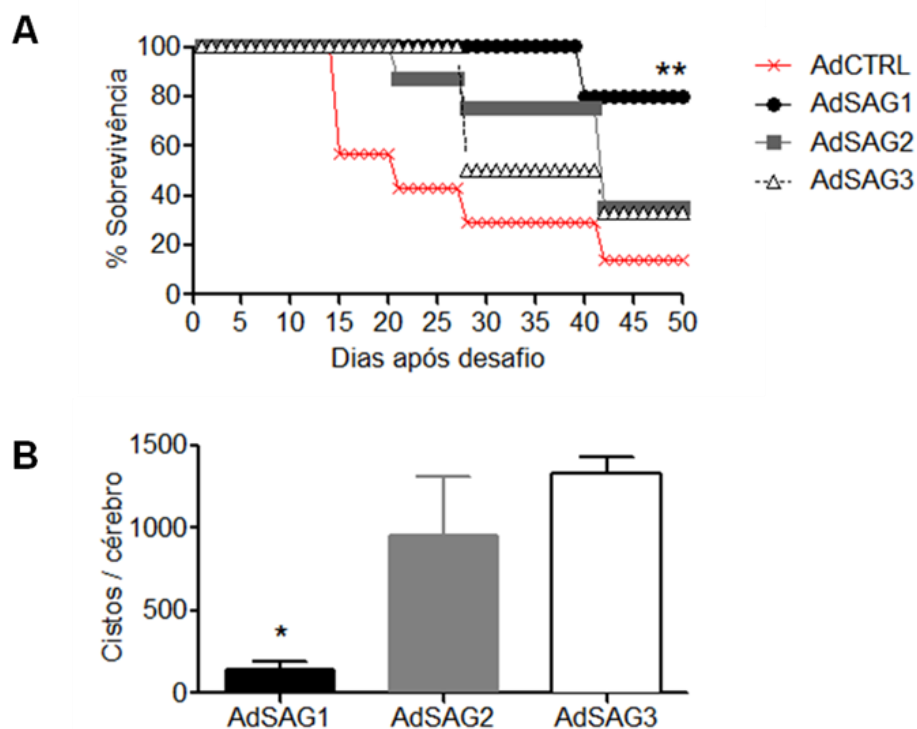 A
% Sobrevivência
100
80
60
40
20
0
**
0 5 10 15 20 25 30 35 40 45 50
Dias após desafio
AdCTRL
AdSAG1
AdSAG2
AdSAG3
B
Cistos / cérebro
1500
1000
500
0
*
AdSAG1 AdSAG2 AdSAG3